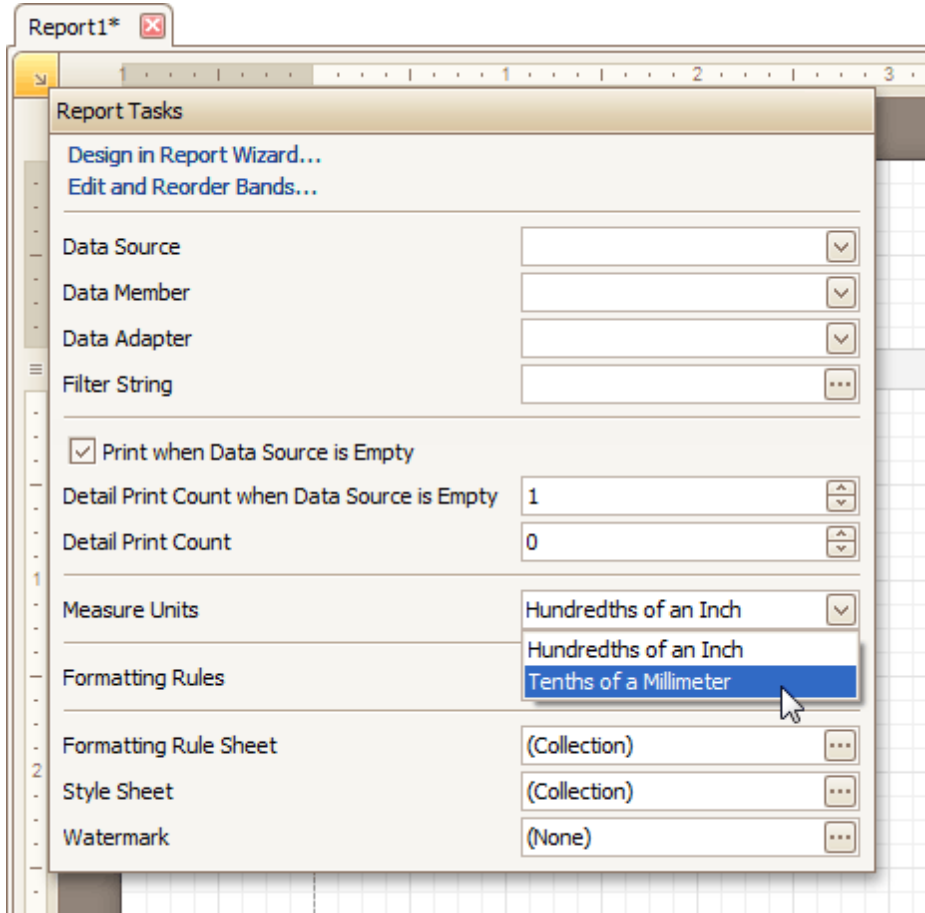 Report1*
1 1 2 3
Report Tasks
Design in Report Wizard...
Edit and Reorder Bands...
Data Source
Data Member
Data Adapter
Filter String
Print when Data Source is Empty
Detail Print Count when Data Source is Empty 1
Detail Print Count 0
1
Measure Units Hundredths of an Inch
Hundredths of an Inch
Formatting Rules Tenths of a Millimeter
Formatting Rule Sheet (Collection)
2
Style Sheet (Collection)
Watermark (None)